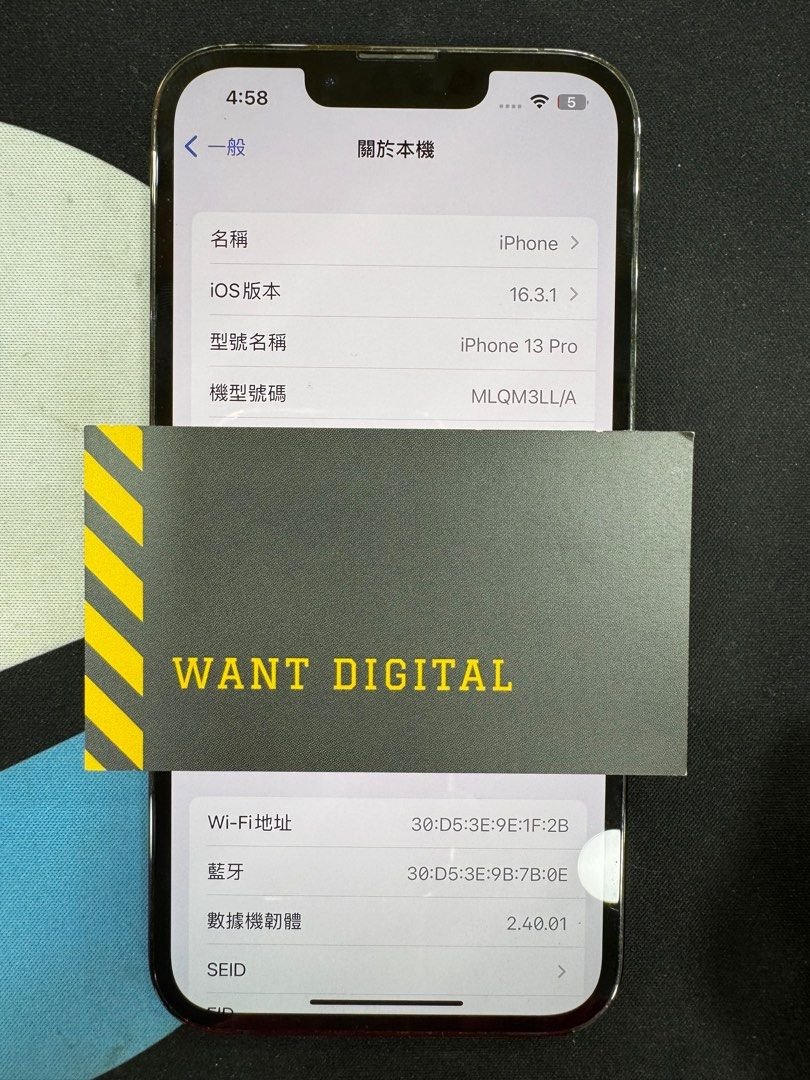 4:58
5
一般
關於本機
名稱 iPhone
iOS版本 16.3.1
型號名稱 iPhone 13 Pro
機型號碼 MLQM3LL/A
WANT DIGITAL
Wi-Fi地址 30:D5:3E:9E:1F:2B
藍牙 30:D5:3E:9B:7B:0E
數據機韌體 2.40.01
SEID
EID